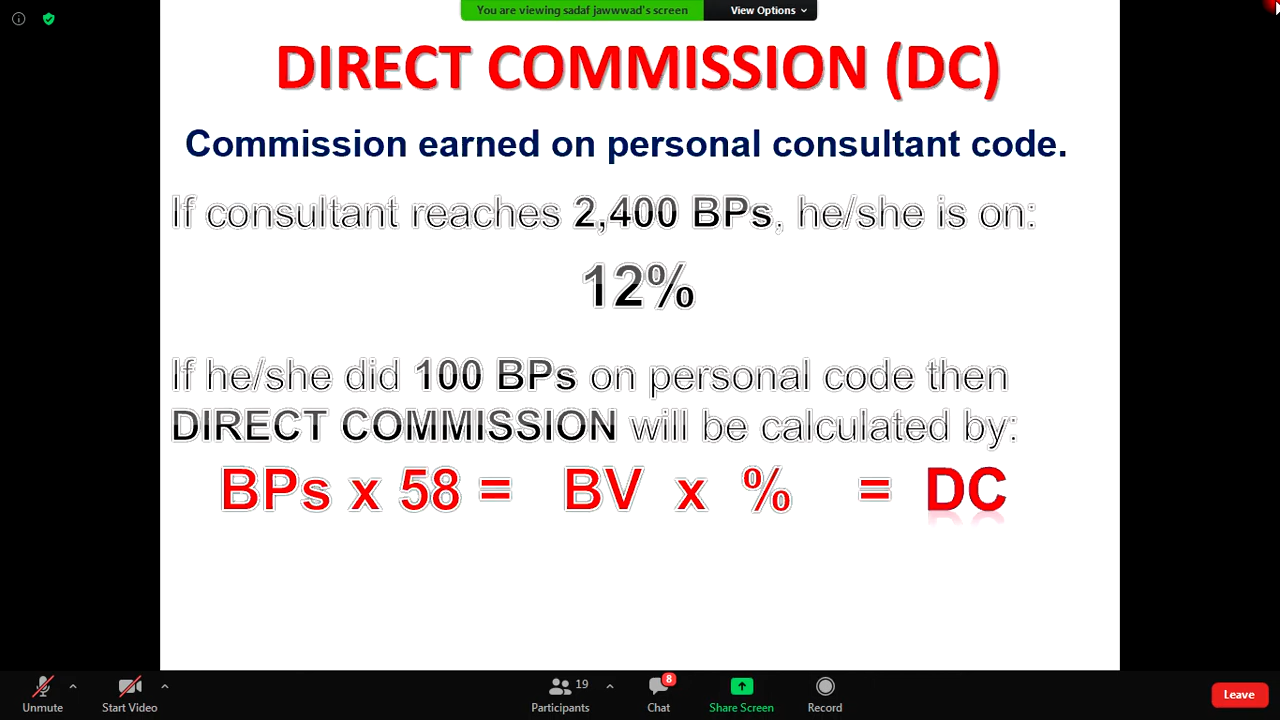 You are viewing sadaf jawwwad's screen View Options
DIRECT COMMISSION (DC)
Commission earned on personal consultant code.
If consultant reaches 2,400 BPs, he/she is on:
12%
If he/she did 100 BPs on personal code then
DIRECT COMMISSION will be calculated by:
BPs x 58 = BV x % = DC
19 8
Unmute Start Video Participants Chat Share Screen Record Leave